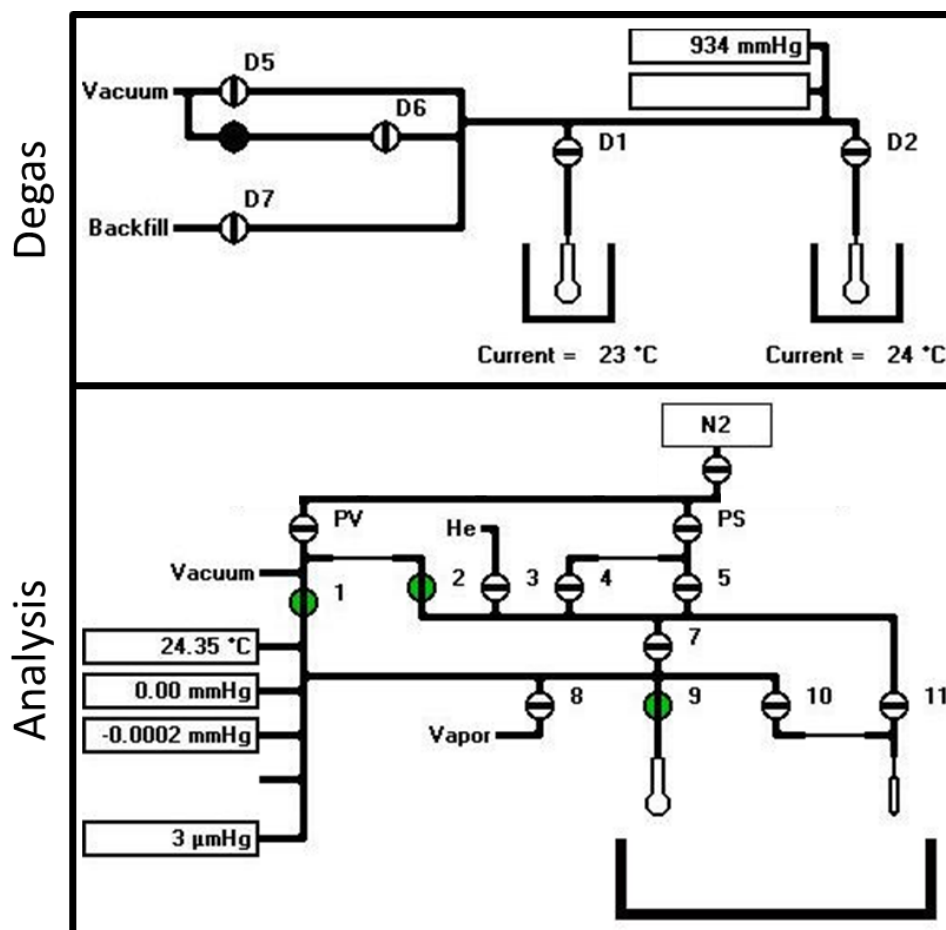 Degas
D5
934 mmHg
Vacuum
D6
D1
D2
D7
Backfill
Current = 23 °C
Current = 24 °C
Analysis
N2
PV
He
PS
Vacuum
1
2
3
4
5
24.35 °C
7
0.00 mmHg
8
9
10
11
-0.0002 mmHg
Vapor
3 µmHg